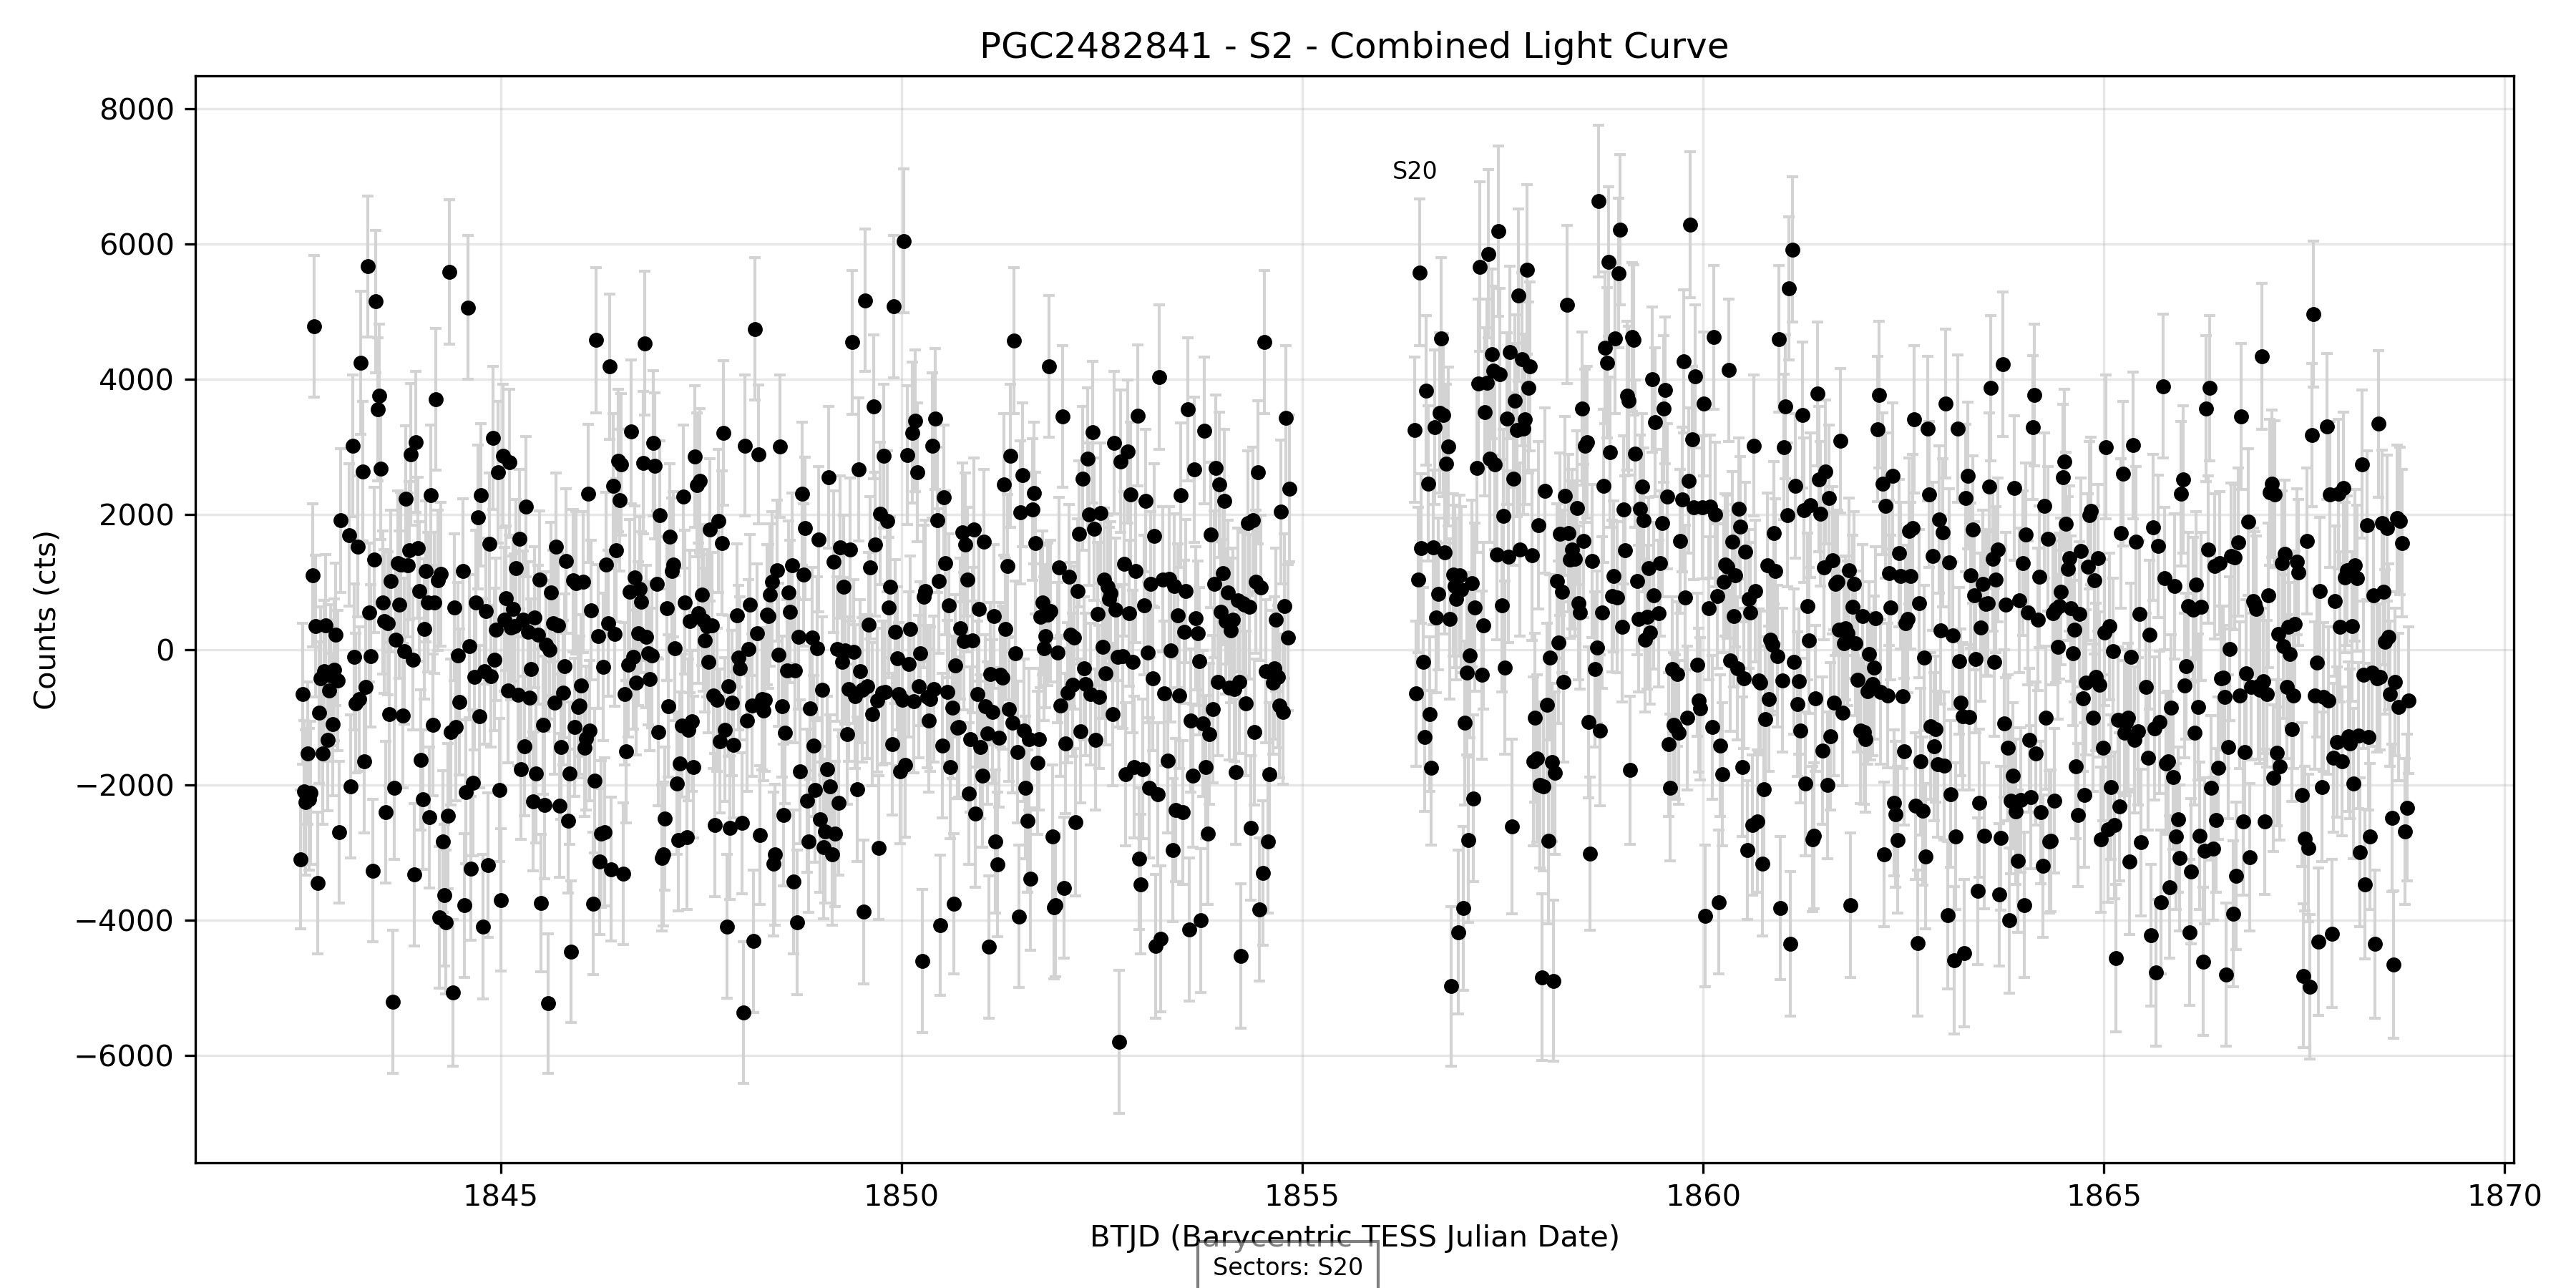 PGC2482841 - S2 - Combined Light Curve
8000
6000
4000
2000
0
−2000
−4000
−6000
Counts (cts)
S20
1845
1850
1855
1860
1865
1870
BTJD (Barycentric TESS Julian Date)
Sectors: S20